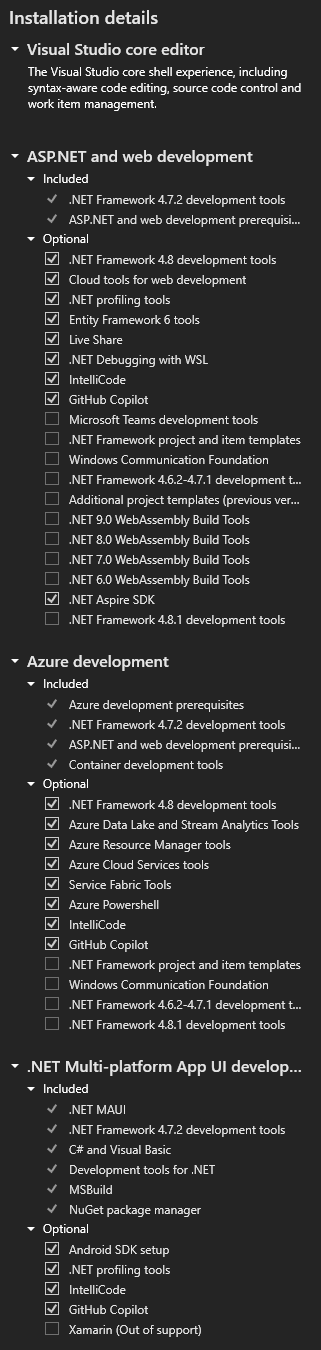 Installation details
Visual Studio core editor
The Visual Studio core shell experience, including
syntax-aware code editing, source code control and
work item management.
ASP.NET and web development
Included
.NET Framework 4.7.2 development tools
ASP.NET and web development prerequisi...
Optional
.NET Framework 4.8 development tools
Cloud tools for web development
.NET profiling tools
Entity Framework 6 tools
Live Share
.NET Debugging with WSL
IntelliCode
GitHub Copilot
Microsoft Teams development tools
.NET Framework project and item templates
Windows Communication Foundation
.NET Framework 4.6.2-4.7.1 development t...
Additional project templates (previous ver...
.NET 9.0 WebAssembly Build Tools
.NET 8.0 WebAssembly Build Tools
.NET 7.0 WebAssembly Build Tools
.NET 6.0 WebAssembly Build Tools
.NET Aspire SDK
.NET Framework 4.8.1 development tools
Azure development
Included
Azure development prerequisites
.NET Framework 4.7.2 development tools
ASP.NET and web development prerequisi...
Container development tools
Optional
.NET Framework 4.8 development tools
Azure Data Lake and Stream Analytics Tools
Azure Resource Manager tools
Azure Cloud Services tools
Service Fabric Tools
Azure Powershell
IntelliCode
GitHub Copilot
.NET Framework project and item templates
Windows Communication Foundation
.NET Framework 4.6.2-4.7.1 development t...
.NET Framework 4.8.1 development tools
.NET Multi-platform App UI develop...
Included
.NET MAUI
.NET Framework 4.7.2 development tools
C# and Visual Basic
Development tools for .NET
MSBuild
NuGet package manager
Optional
Android SDK setup
.NET profiling tools
IntelliCode
GitHub Copilot
Xamarin (Out of support)